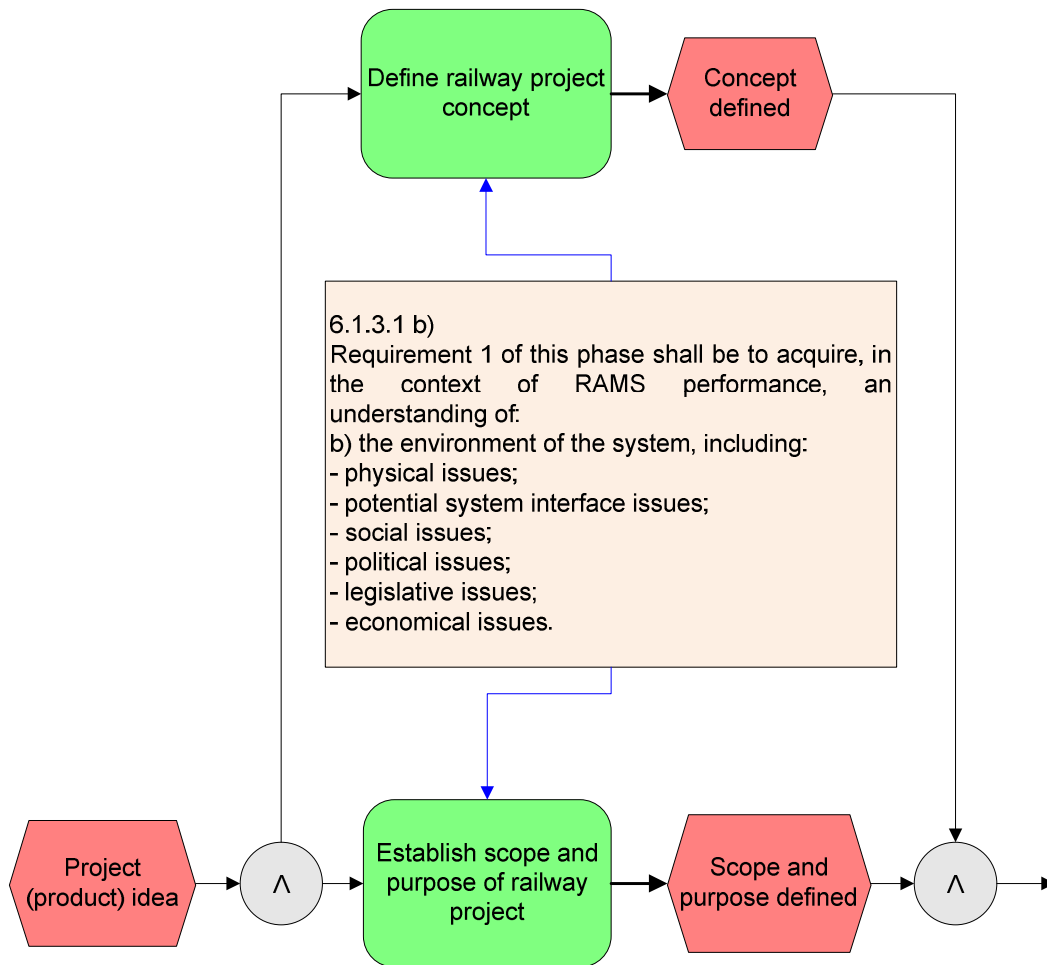 Define railway project
concept
Concept
defined
6.1.3.1 b)
Requirement 1 of this phase shall be to acquire, in
the context of RAMS performance, an
understanding of:
b) the environment of the system, including:
- physical issues;
- potential system interface issues;
- social issues;
- political issues;
- legislative issues;
- economical issues.
Project
(product) idea
Λ
Establish scope and
purpose of railway
project
Scope and
purpose defined
Λ